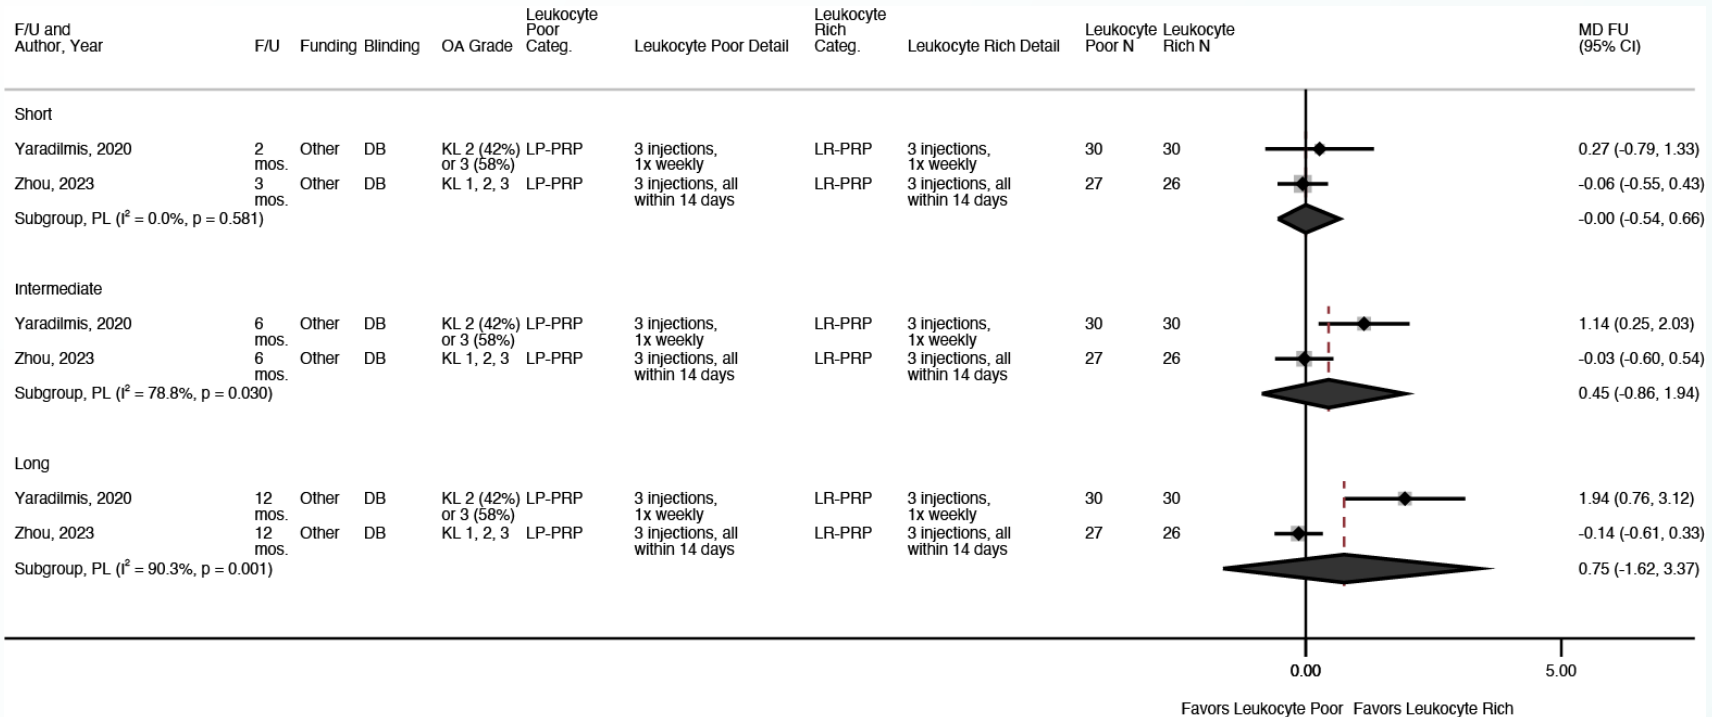 F/U and Author, Year F/U Funding Blinding OA Grade Leukocyte Poor Categ. Leukocyte Poor Detail Leukocyte Rich Categ. Leukocyte Rich Detail Leukocyte Poor N Leukocyte Rich N MD FU (95% CI)
Short
Yaradilmis, 2020 2 mos. Other DB KL 2 (42%) or 3 (58%) LP-PRP 3 injections, 1x weekly LR-PRP 3 injections, 1x weekly 30 30 0.27 (-0.79, 1.33)
Zhou, 2023 3 mos. Other DB KL 1, 2, 3 LP-PRP 3 injections, all within 14 days LR-PRP 3 injections, all within 14 days 27 26 -0.06 (-0.55, 0.43)
Subgroup, PL (I² = 0.0%, p = 0.581) -0.00 (-0.54, 0.66)
Intermediate
Yaradilmis, 2020 6 mos. Other DB KL 2 (42%) or 3 (58%) LP-PRP 3 injections, 1x weekly LR-PRP 3 injections, 1x weekly 30 30 1.14 (0.25, 2.03)
Zhou, 2023 6 mos. Other DB KL 1, 2, 3 LP-PRP 3 injections, all within 14 days LR-PRP 3 injections, all within 14 days 27 26 -0.03 (-0.60, 0.54)
Subgroup, PL (I² = 78.8%, p = 0.030) 0.45 (-0.86, 1.94)
Long
Yaradilmis, 2020 12 mos. Other DB KL 2 (42%) or 3 (58%) LP-PRP 3 injections, 1x weekly LR-PRP 3 injections, 1x weekly 30 30 1.94 (0.76, 3.12)
Zhou, 2023 12 mos. Other DB KL 1, 2, 3 LP-PRP 3 injections, all within 14 days LR-PRP 3 injections, all within 14 days 27 26 -0.14 (-0.61, 0.33)
Subgroup, PL (I² = 90.3%, p = 0.001) 0.75 (-1.62, 3.37)
0.00 5.00
Favors Leukocyte Poor Favors Leukocyte Rich